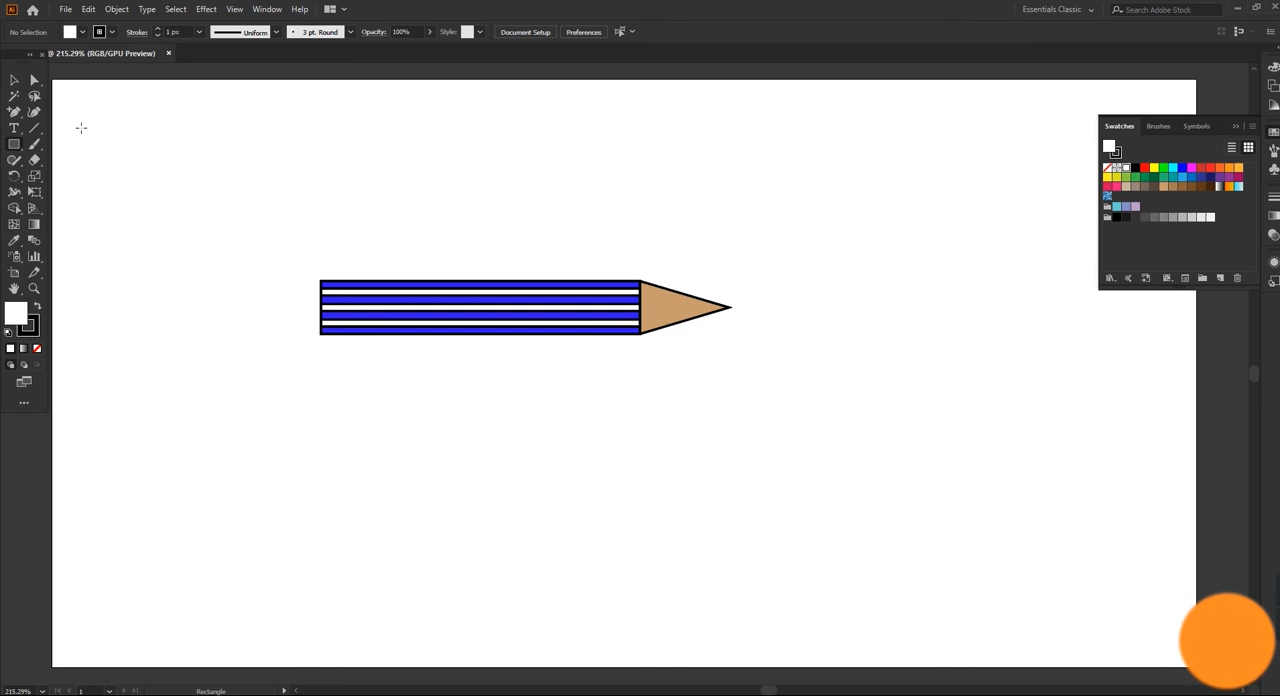 Ai File Edit Object Type Select Effect View Window Help Essentials Classic Search Adobe Stock
No Selection Stroke: 1 px Uniform 3 pt. Round Opacity: 100% Style: Document Setup Preferences
@ 215.29% (RGB/GPU Preview)
Swatches Brushes Symbols
215.29% 1 Rectangle